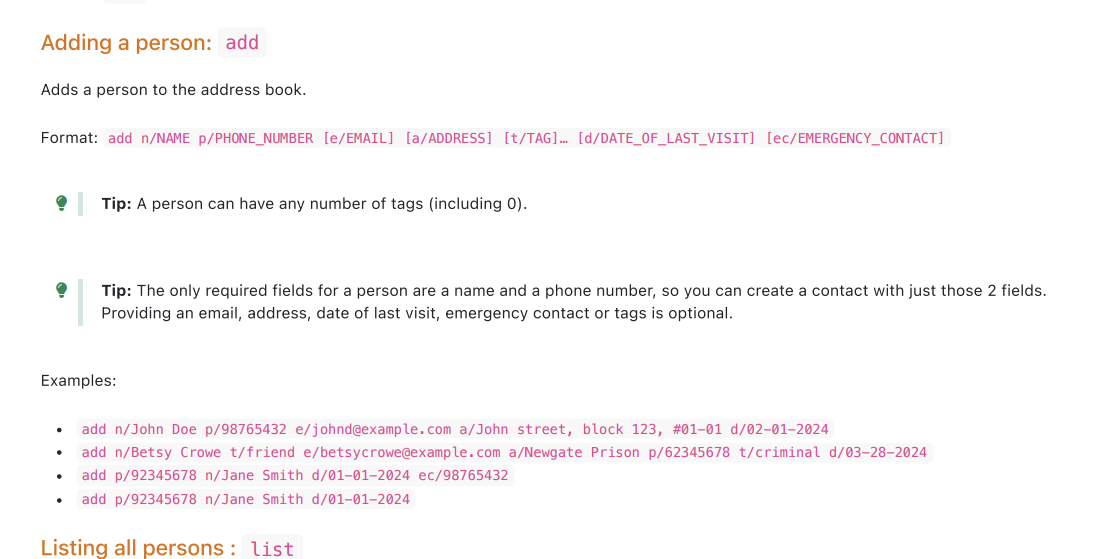 Adding a person: add
Adds a person to the address book.
Format: add n/NAME p/PHONE_NUMBER [e/EMAIL] [a/ADDRESS] [t/TAG]… [d/DATE_OF_LAST_VISIT] [ec/EMERGENCY_CONTACT]
Tip: A person can have any number of tags (including 0).
Tip: The only required fields for a person are a name and a phone number, so you can create a contact with just those 2 fields.
Providing an email, address, date of last visit, emergency contact or tags is optional.
Examples:
• add n/John Doe p/98765432 e/johnd@example.com a/John street, block 123, #01-01 d/02-01-2024
• add n/Betsy Crowe t/friend e/betsycrowe@example.com a/Newgate Prison p/62345678 t/criminal d/03-28-2024
• add p/92345678 n/Jane Smith d/01-01-2024 ec/98765432
• add p/92345678 n/Jane Smith d/01-01-2024
Listing all persons : list